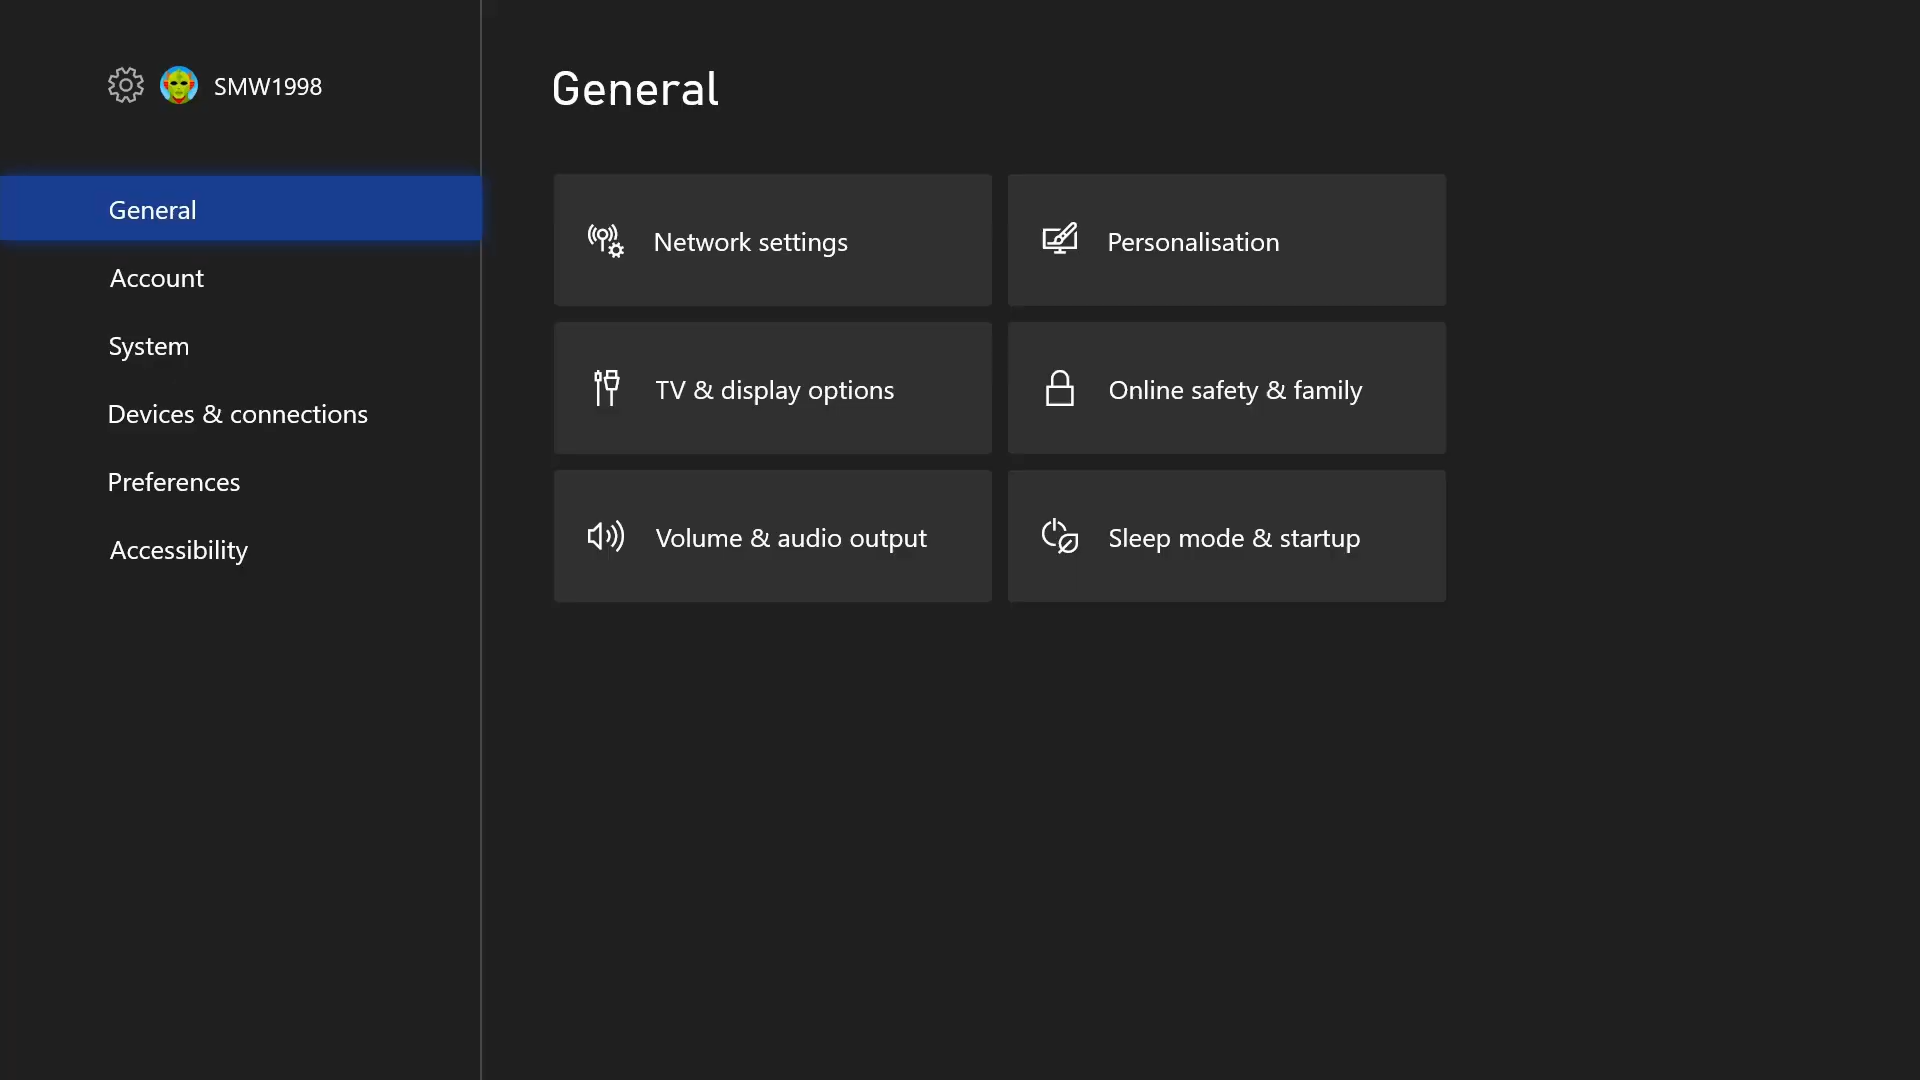 SMW1998
General
Account
System
Devices & connections
Preferences
Accessibility
General
Network settings
Personalisation
TV & display options
Online safety & family
Volume & audio output
Sleep mode & startup